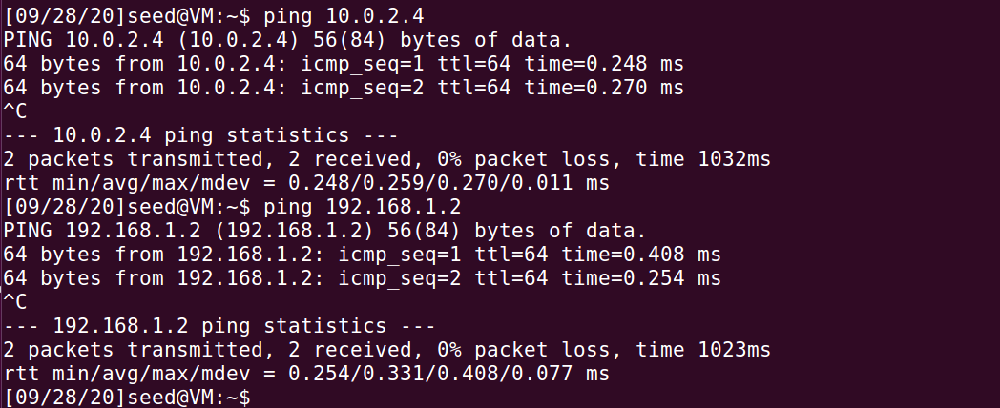 [09/28/20]seed@VM:~$ ping 10.0.2.4
PING 10.0.2.4 (10.0.2.4) 56(84) bytes of data.
64 bytes from 10.0.2.4: icmp_seq=1 ttl=64 time=0.248 ms
64 bytes from 10.0.2.4: icmp_seq=2 ttl=64 time=0.270 ms
^C
--- 10.0.2.4 ping statistics ---
2 packets transmitted, 2 received, 0% packet loss, time 1032ms
rtt min/avg/max/mdev = 0.248/0.259/0.270/0.011 ms
[09/28/20]seed@VM:~$ ping 192.168.1.2
PING 192.168.1.2 (192.168.1.2) 56(84) bytes of data.
64 bytes from 192.168.1.2: icmp_seq=1 ttl=64 time=0.408 ms
64 bytes from 192.168.1.2: icmp_seq=2 ttl=64 time=0.254 ms
^C
--- 192.168.1.2 ping statistics ---
2 packets transmitted, 2 received, 0% packet loss, time 1023ms
rtt min/avg/max/mdev = 0.254/0.331/0.408/0.077 ms
[09/28/20]seed@VM:~$